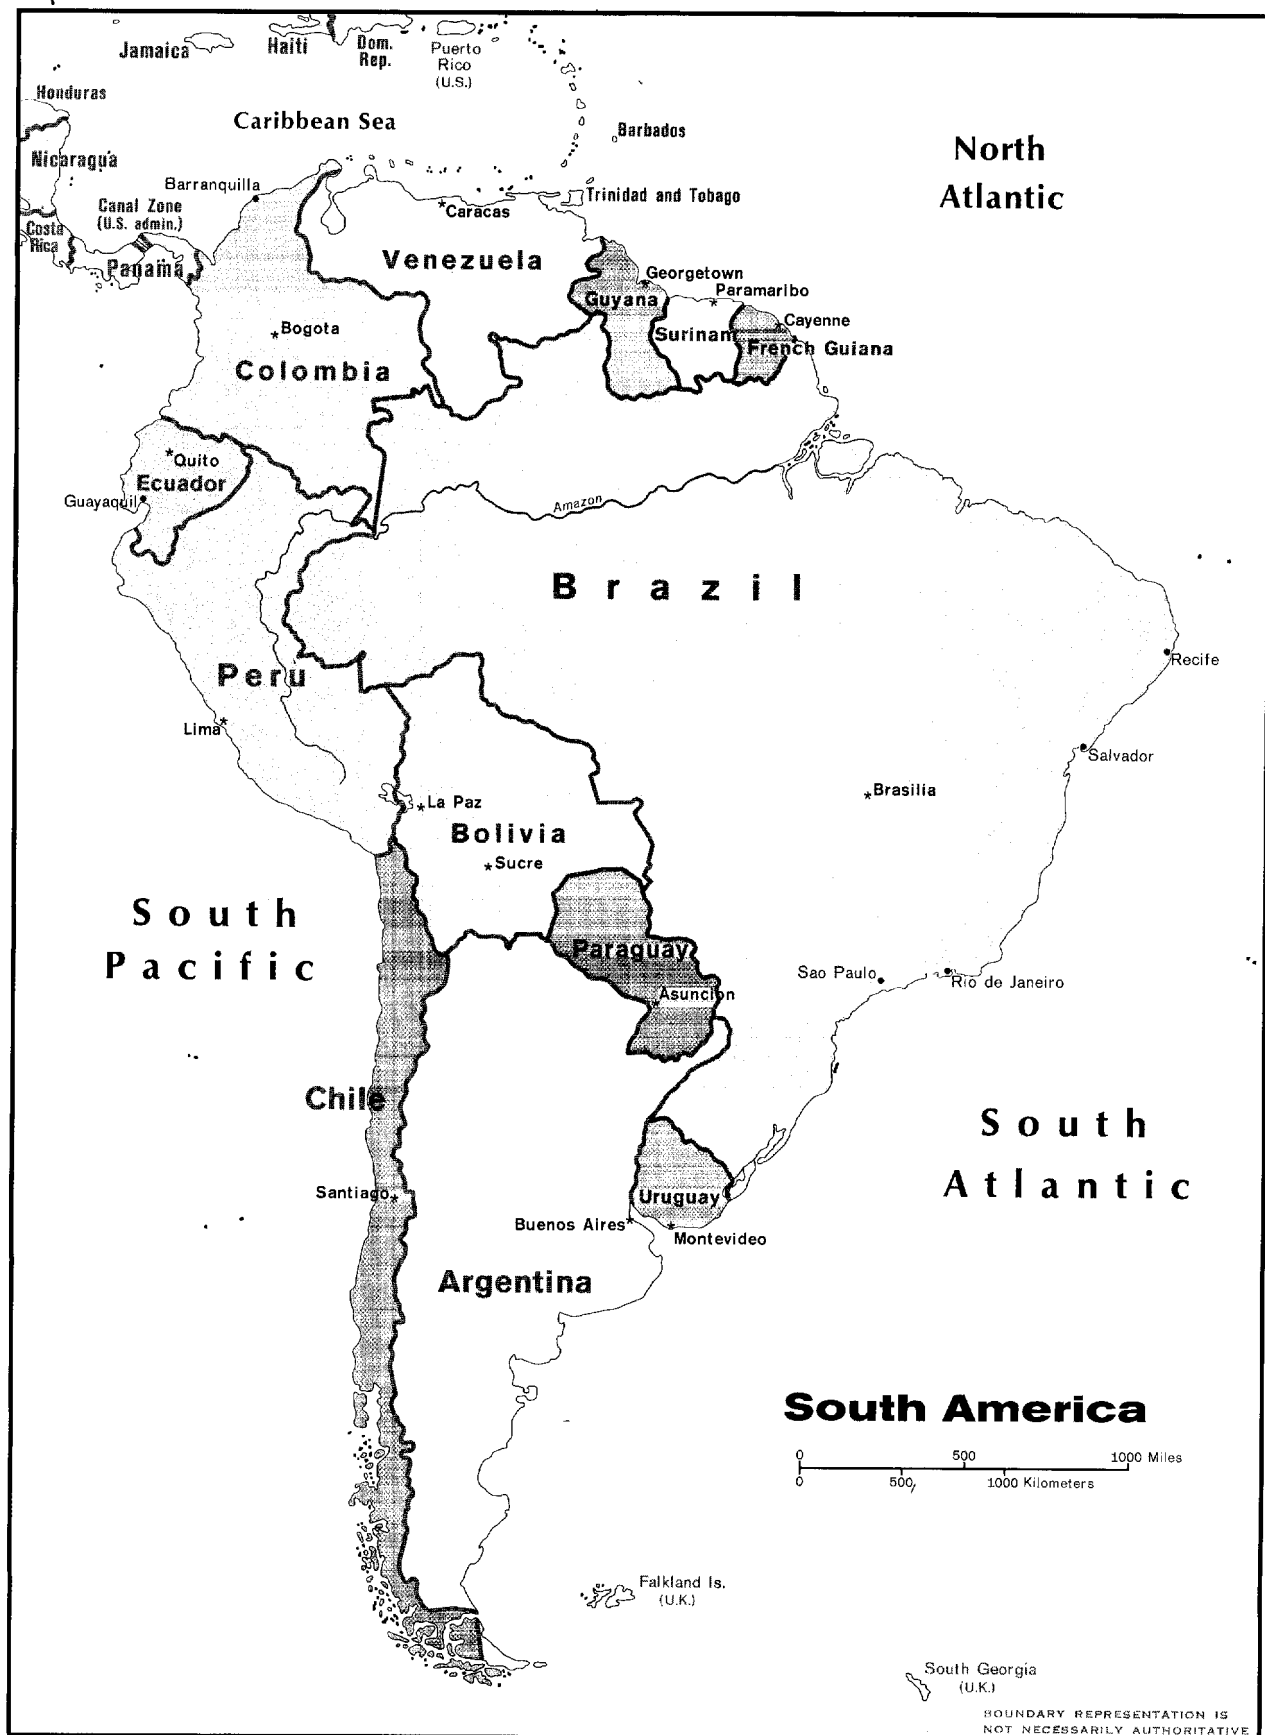 Jamaica
Haiti
Dom.
Rep.
Puerto
Rico
(U.S.)
Honduras
Caribbean Sea
Barbados
North
Atlantic
Nicaragua
Barranquilla
Trinidad and Tobago
Canal Zone
(U.S. admin.)
Caracas
Costa
Rica
Panama
Venezuela
Georgetown
Paramaribo
Guyana
Cayenne
Surinam
French Guiana
Bogota
Colombia
Quito
Ecuador
Guayaquil
Amazon
Brazil
Recife
Peru
Lima
Salvador
Brasilia
La Paz
Bolivia
Sucre
South
Pacific
Paraguay
Sao Paulo
Rio de Janeiro
Asuncion
Chile
South
Atlantic
Santiago
Uruguay
Buenos Aires
Montevideo
Argentina
South America
0 500 1000 Miles
0 500 1000 Kilometers
Falkland Is.
(U.K.)
South Georgia
(U.K.)
BOUNDARY REPRESENTATION IS
NOT NECESSARILY AUTHORITATIVE